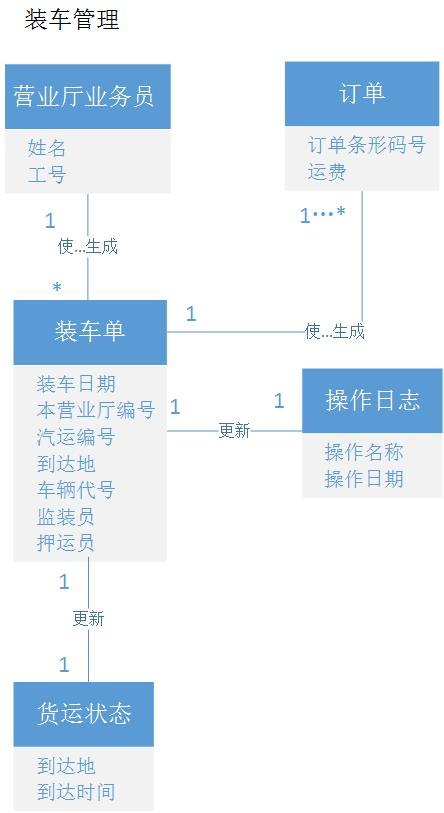 装车管理
营业厅业务员
姓名
工号
订单
订单条形码号
运费
1
使...生成
*
1…*
1
使...生成
装车单
装车日期
本营业厅编号
汽运编号
到达地
车辆代号
监装员
押运员
1
更新
1
操作日志
操作名称
操作日期
1
更新
1
货运状态
到达地
到达时间